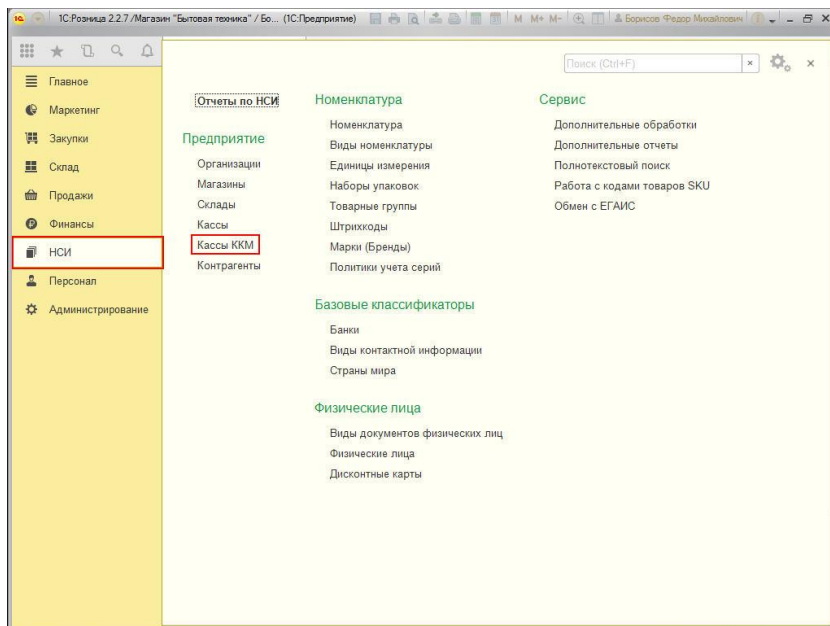 1С:Розница 2.2.7 /Магазин "Бытовая техника" / Бо... (1С:Предприятие)
M M+ M-
Борисов Федор Михайлович
Поиск (Ctrl+F)
Главное
Маркетинг
Закупки
Склад
Продажи
Финансы
НСИ
Персонал
Администрирование
Отчеты по НСИ
Предприятие
Организации
Магазины
Склады
Кассы
Кассы ККМ
Контрагенты
Номенклатура
Номенклатура
Виды номенклатуры
Единицы измерения
Наборы упаковок
Товарные группы
Штрихкоды
Марки (Бренды)
Политики учета серий
Базовые классификаторы
Банки
Виды контактной информации
Страны мира
Физические лица
Виды документов физических лиц
Физические лица
Дисконтные карты
Сервис
Дополнительные обработки
Дополнительные отчеты
Полнотекстовый поиск
Работа с кодами товаров SKU
Обмен с ЕГАИС